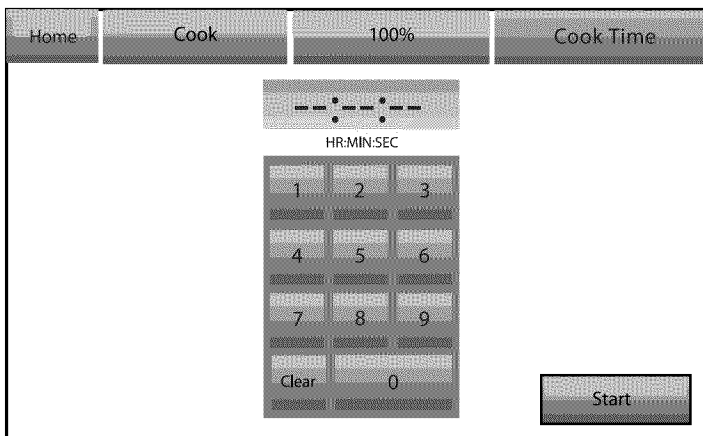 Home Cook 100% Cook Time
--:--:--
HR:MIN:SEC
1 2 3
4 5 6
7 8 9
Clear 0
Start